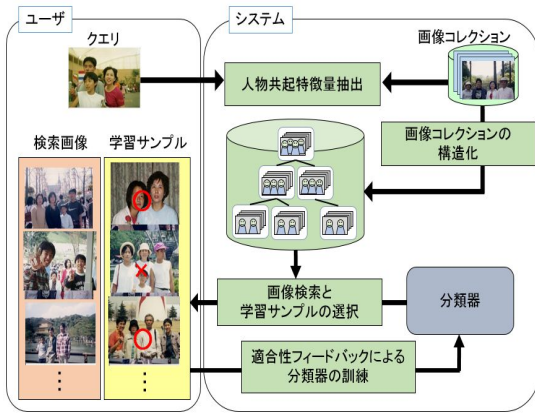 ユーザ
システム
クエリ
画像コレクション
人物共起特徴量抽出
検索画像
学習サンプル
画像コレクションの
構造化
画像検索と
学習サンプルの選択
分類器
適合性フィードバックによる
分類器の訓練